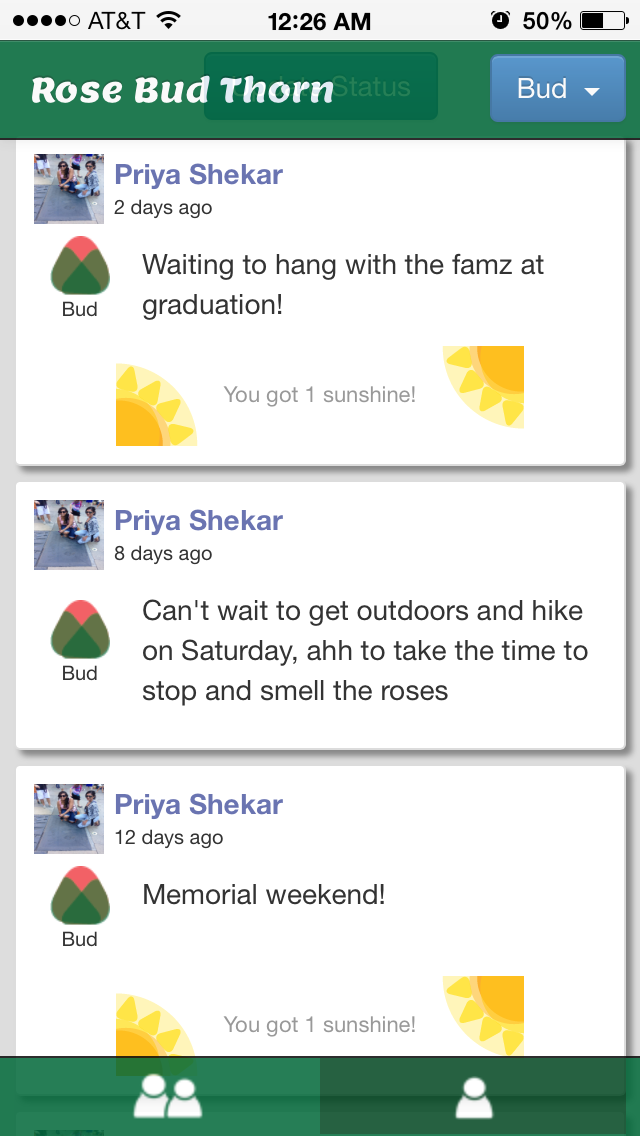 AT&T 12:26 AM 50%
Rose Bud Thorn Status Bud
Priya Shekar
2 days ago
Waiting to hang with the famz at
graduation!
Bud
You got 1 sunshine!
Priya Shekar
8 days ago
Can't wait to get outdoors and hike
on Saturday, ahh to take the time to
stop and smell the roses
Bud
Priya Shekar
12 days ago
Memorial weekend!
Bud
You got 1 sunshine!